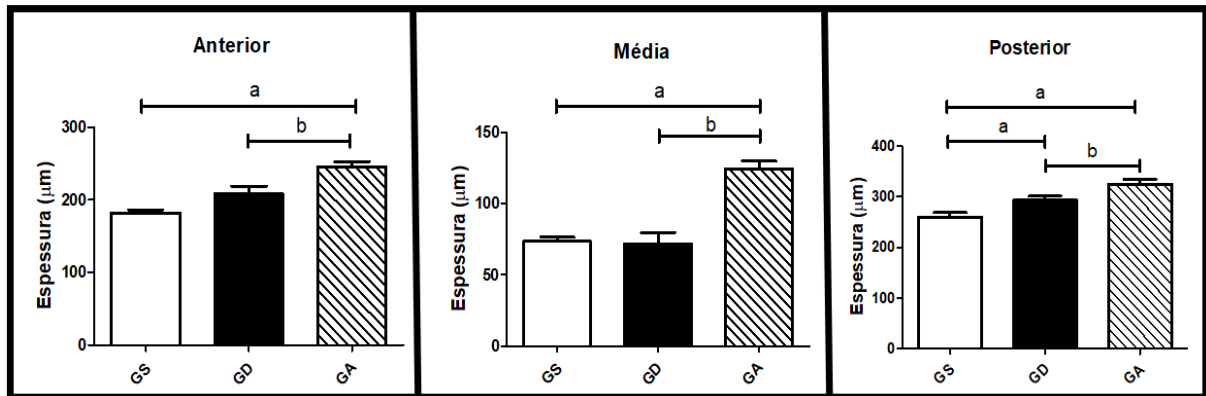 Anterior
a
b
300
200
100
0
Espessura (µm)
GS
GD
GA
Média
a
b
150
100
50
0
Espessura (µm)
GS
GD
GA
Posterior
a
a
b
400
300
200
100
0
Espessura (µm)
GS
GD
GA